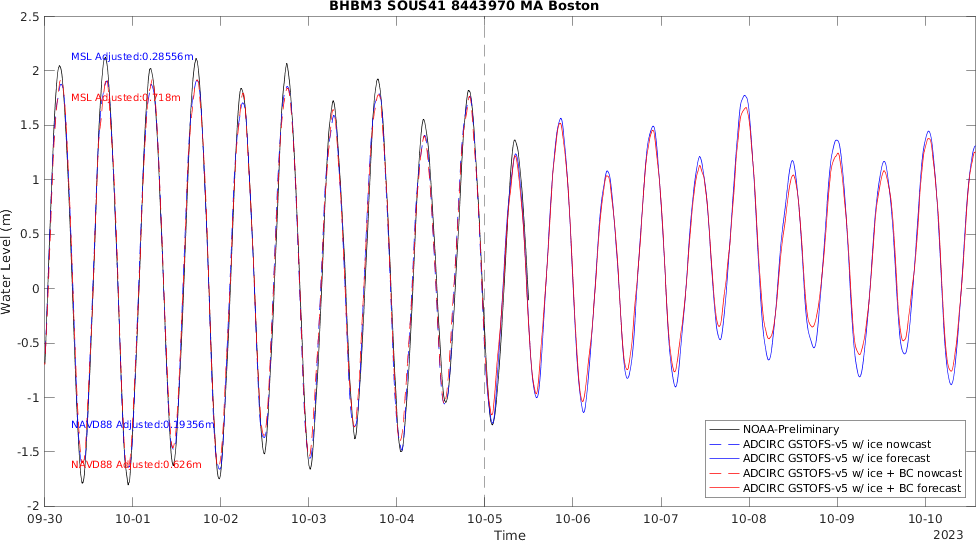 BHBM3 SOUS41 8443970 MA Boston
2.5
2
1.5
1
0.5
0
-0.5
-1
-1.5
-2
Water Level (m)
MSL Adjusted:0.28556m
MSL Adjusted:0.718m
NAVD88 Adjusted:0.19356m
NAVD88 Adjusted:0.626m
NOAA-Preliminary
ADCIRC GSTOFS-v5 w/ ice nowcast
ADCIRC GSTOFS-v5 w/ ice forecast
ADCIRC GSTOFS-v5 w/ ice + BC nowcast
ADCIRC GSTOFS-v5 w/ ice + BC forecast
09-30 10-01 10-02 10-03 10-04 10-05 10-06 10-07 10-08 10-09 10-10
Time
2023